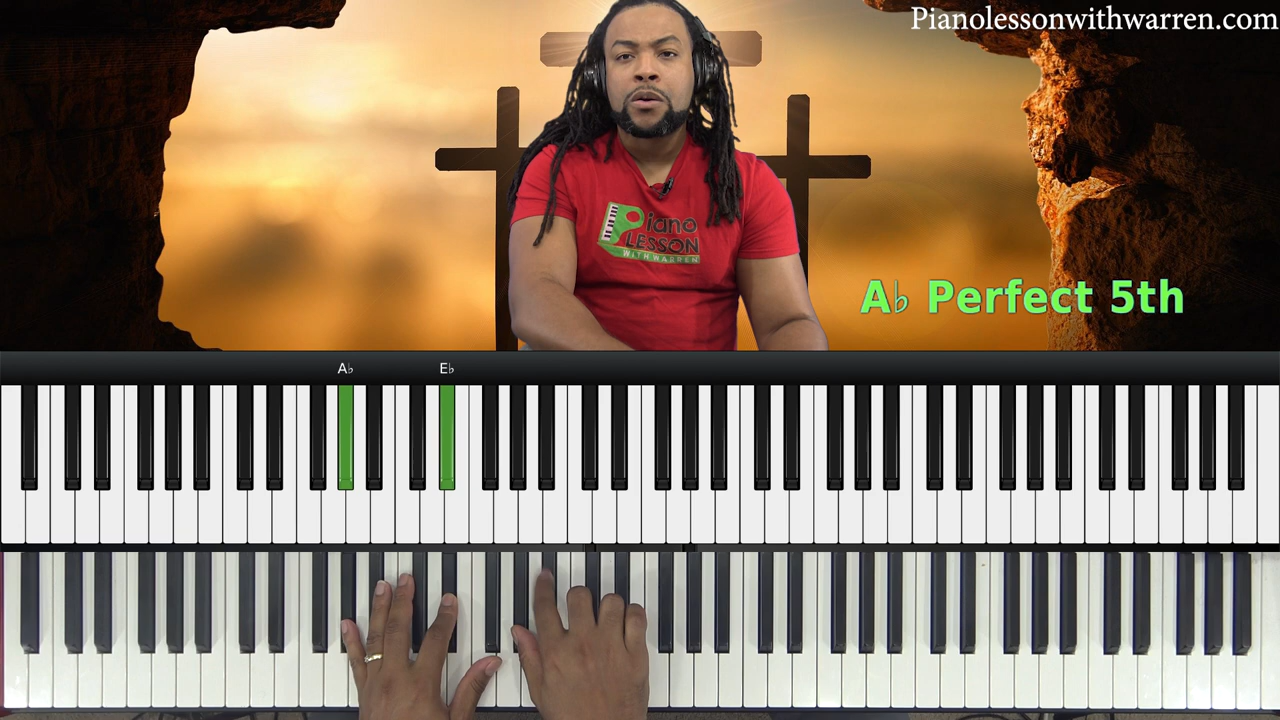 Pianolessonwithwarren.com
Piano
LESSON
WITH WARREN
A♭ Perfect 5th
A♭ E♭